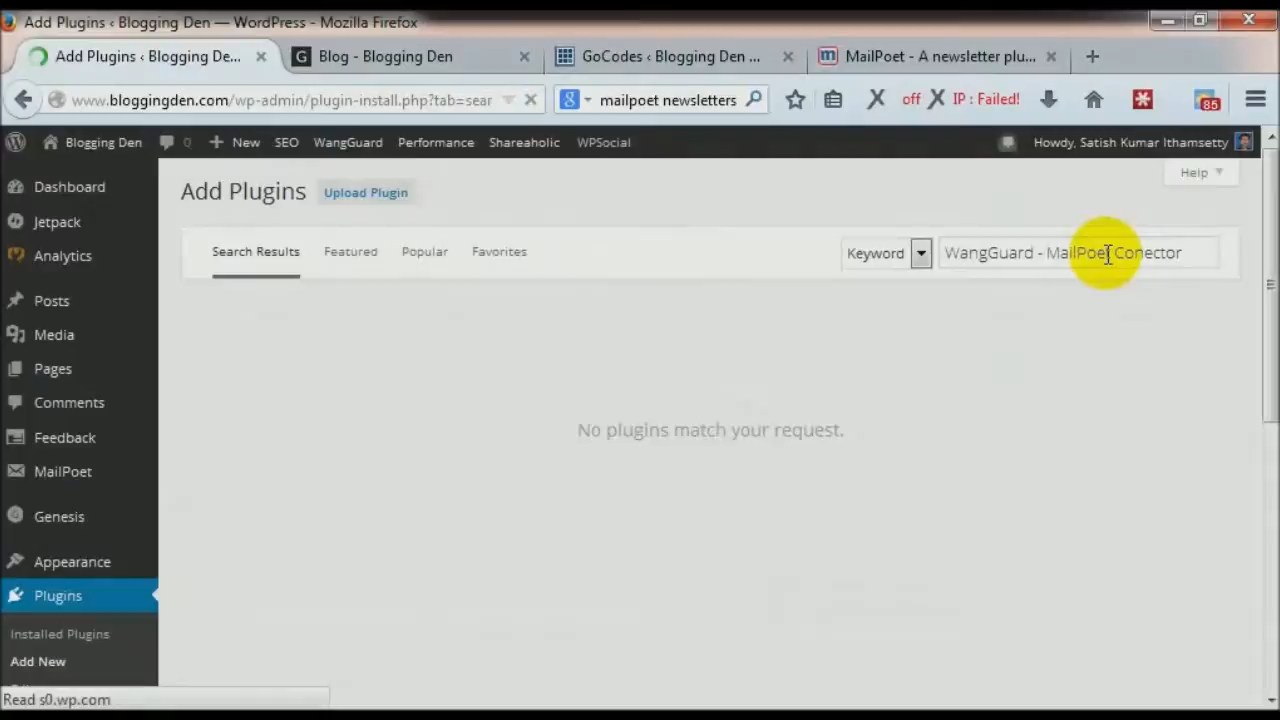 Add Plugins ‹ Blogging Den — WordPress - Mozilla Firefox
Add Plugins ‹ Blogging De... Blog - Blogging Den GoCodes ‹ Blogging Den ... MailPoet - A newsletter plu...
www.bloggingden.com/wp-admin/plugin-install.php?tab=sear mailpoet newsletters off IP : Failed! 85
Blogging Den 0 New SEO WangGuard Performance Shareaholic WPSocial Howdy, Satish Kumar Ithamsetty
Help
Add Plugins Upload Plugin
Search Results Featured Popular Favorites Keyword WangGuard - MailPoet Conector
No plugins match your request.
Dashboard
Jetpack
Analytics
Posts
Media
Pages
Comments
Feedback
MailPoet
Genesis
Appearance
Plugins
Installed Plugins
Add New
Read s0.wp.com